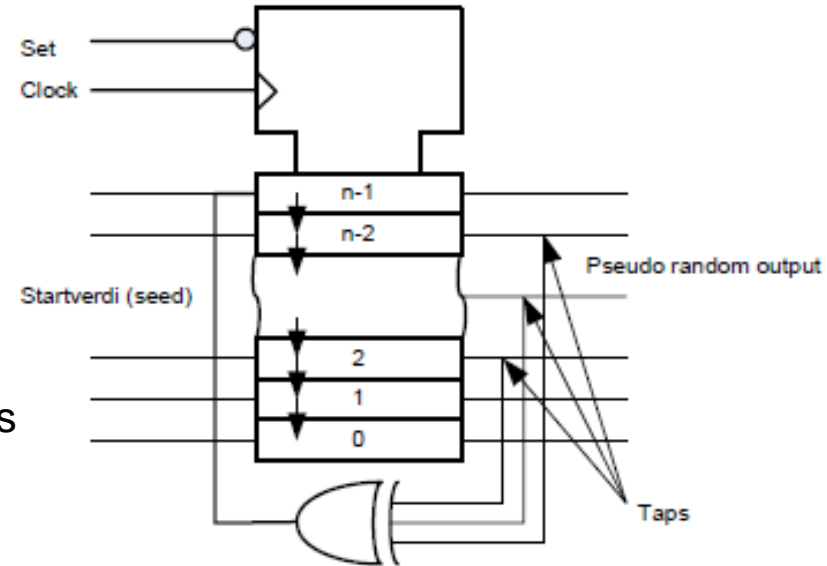 Set
Clock
n-1
n-2
Pseudo random output
Startverdi (seed)
2
s
1
0
Taps